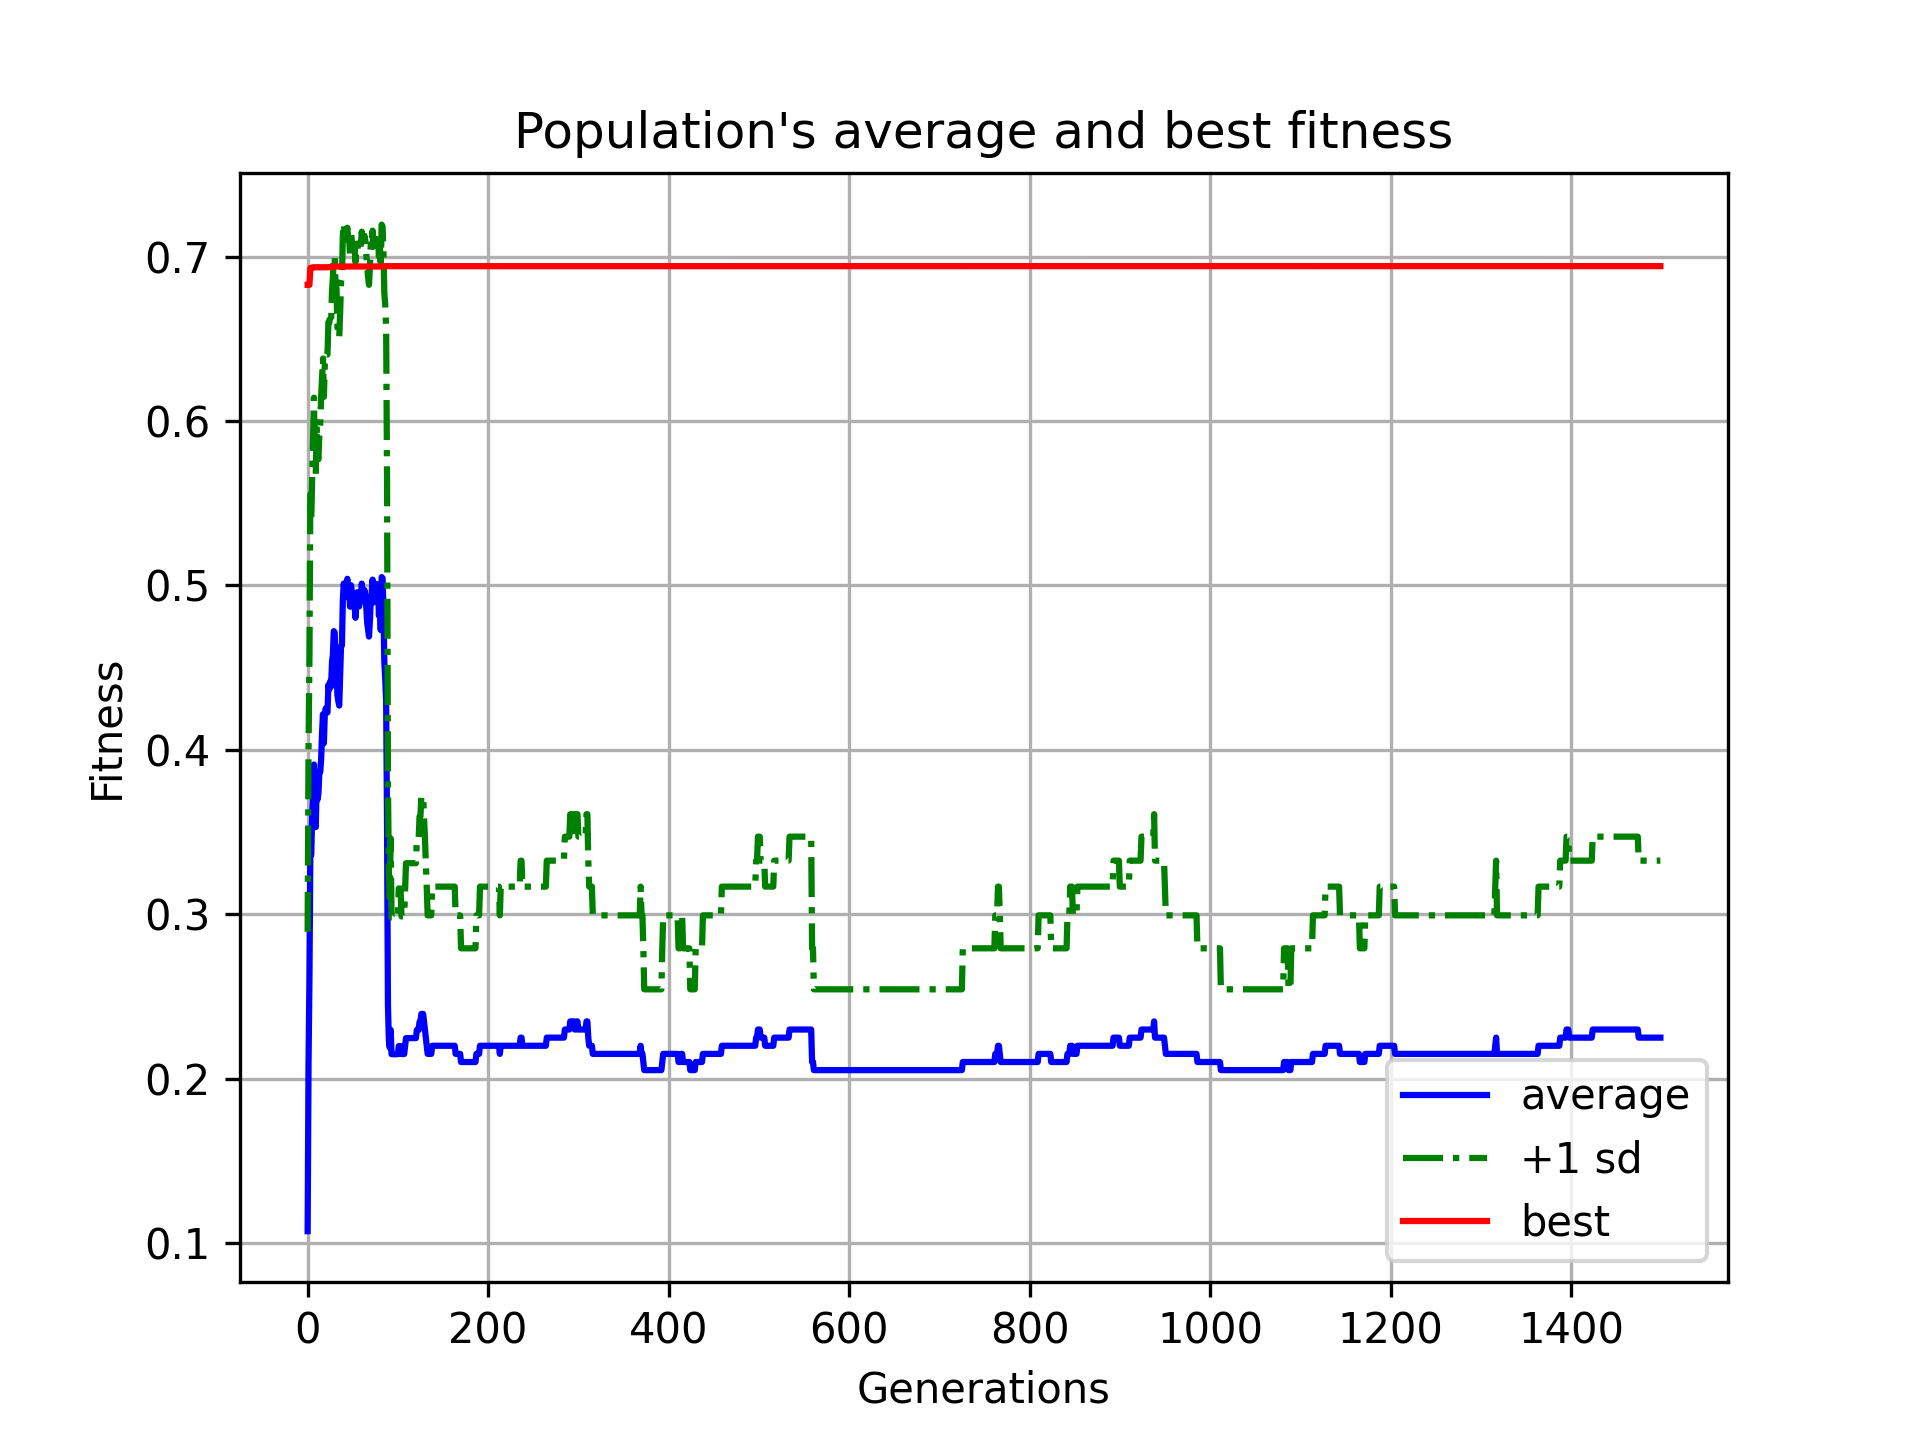 Population's average and best fitness
Fitness
0.7
0.6
0.5
0.4
0.3
0.2
0.1
average
+1 sd
best
0 200 400 600 800 1000 1200 1400
Generations